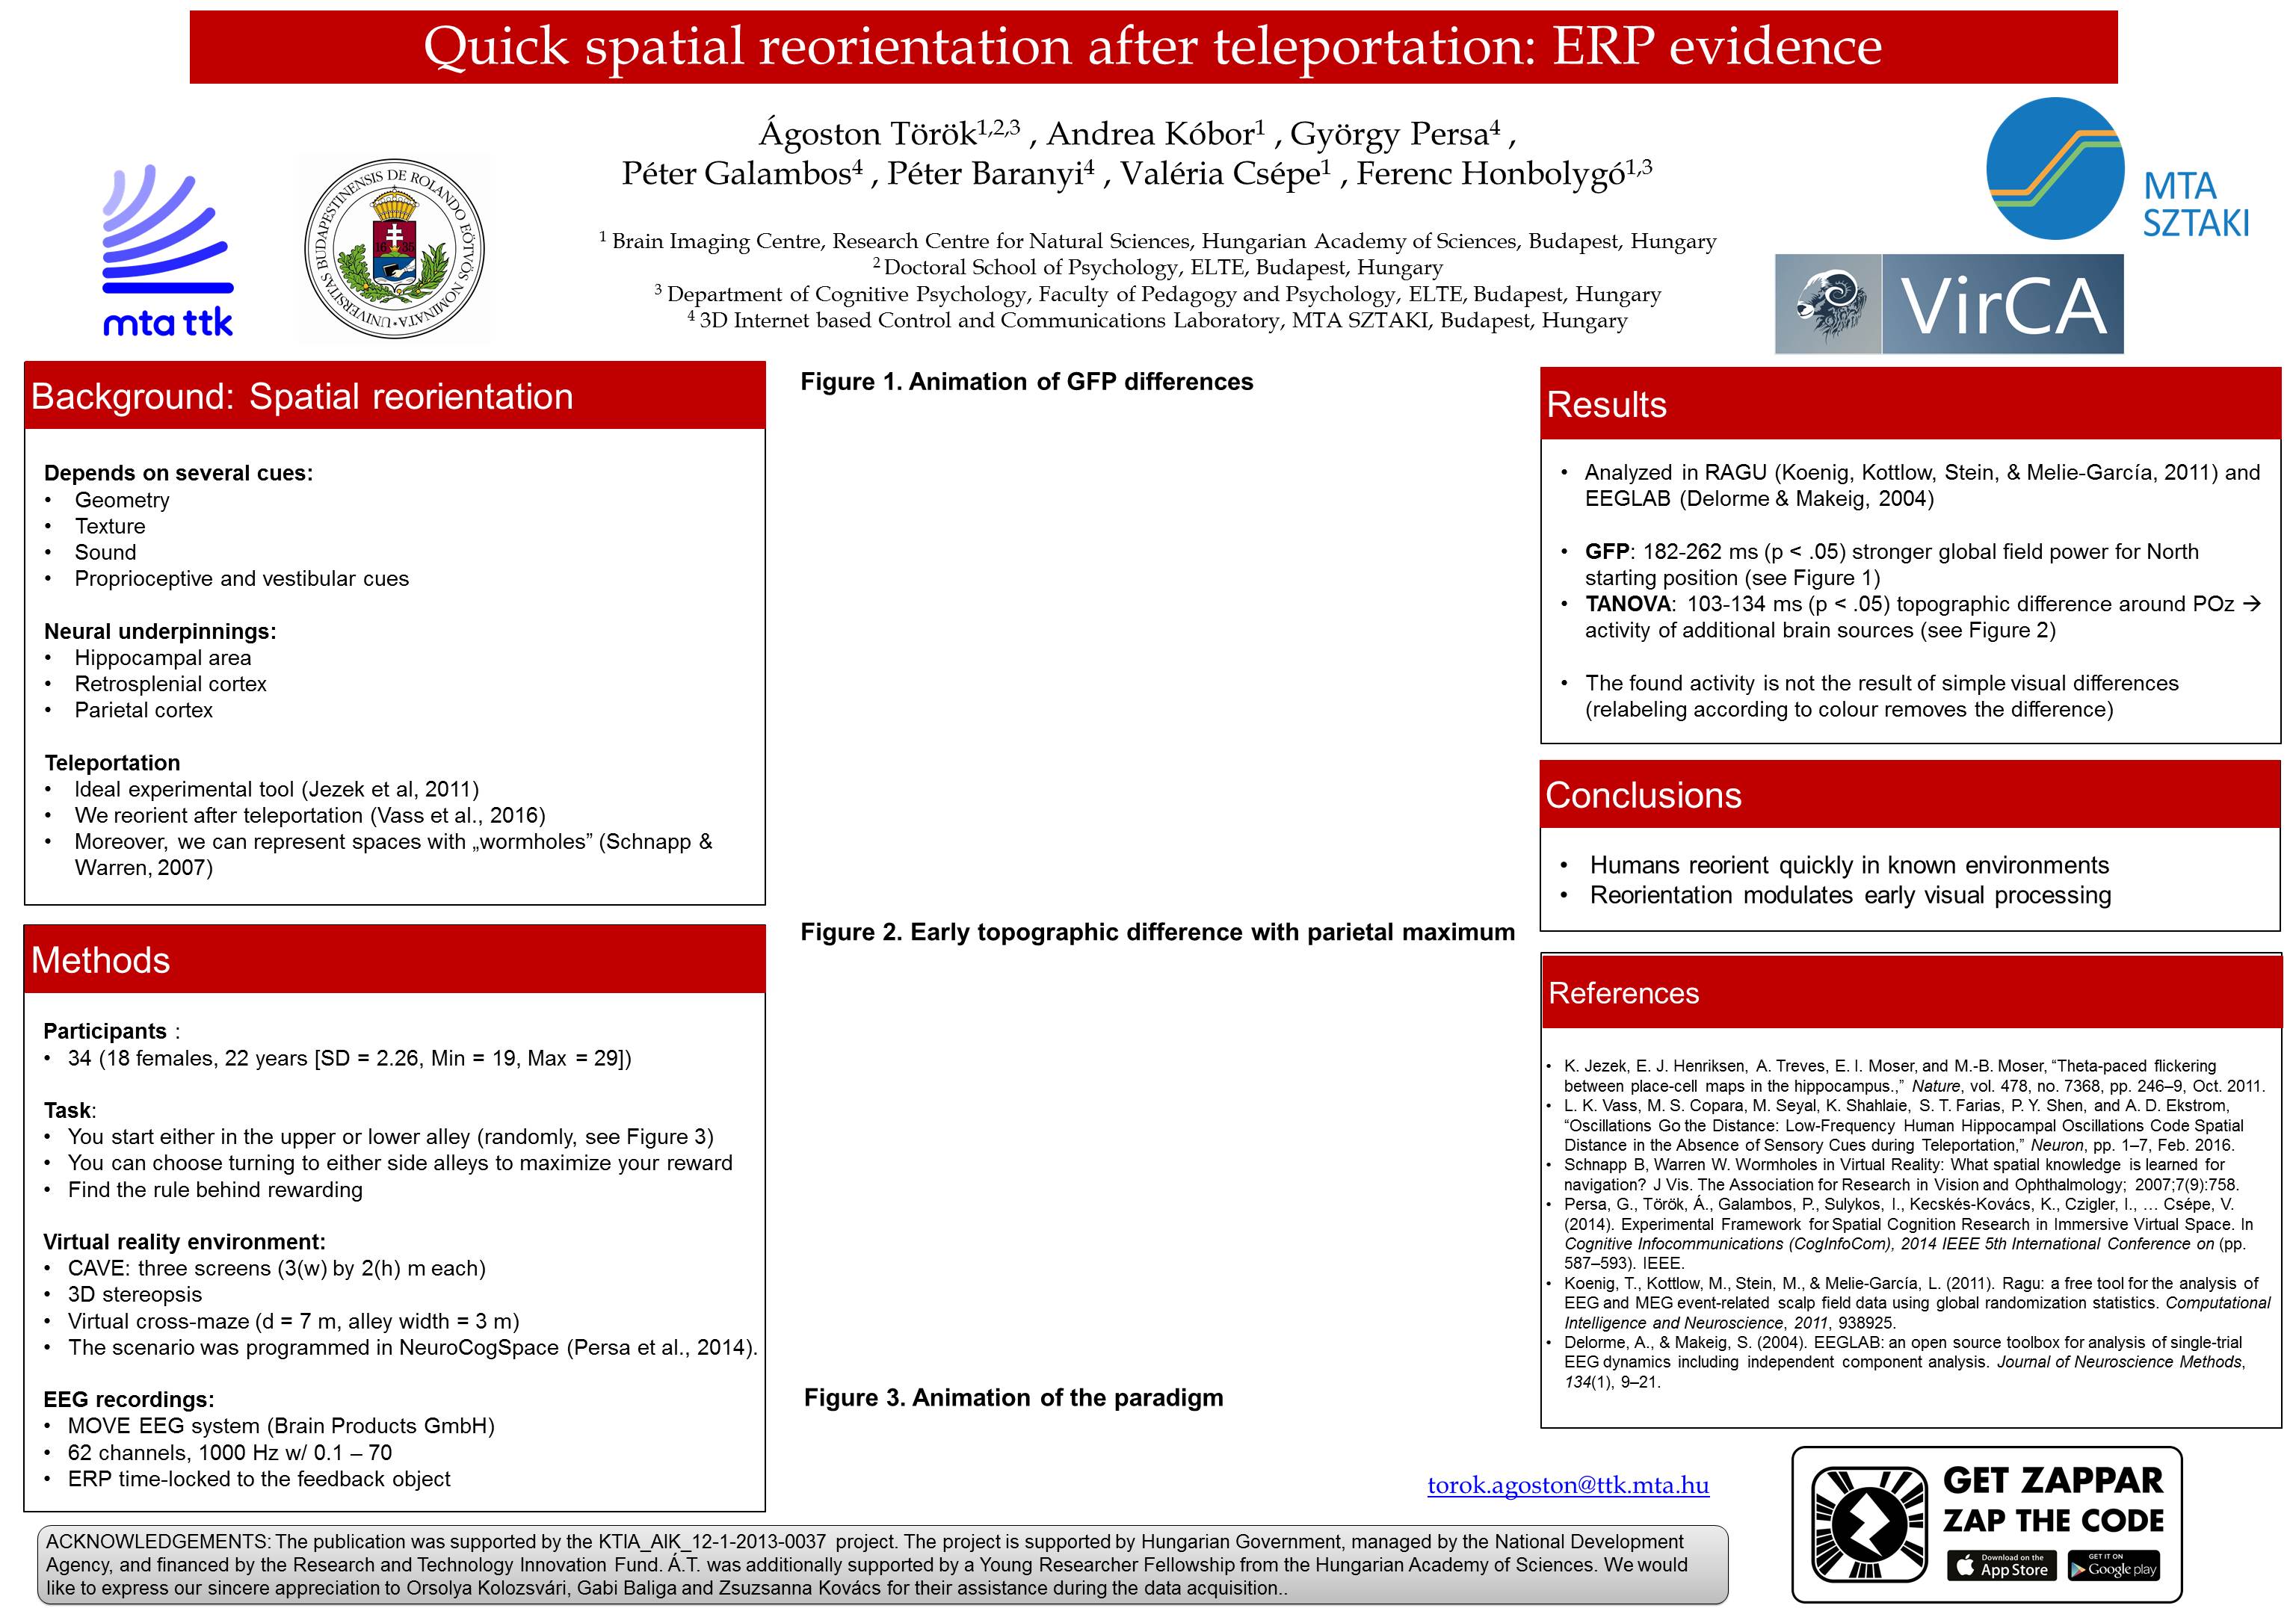 Quick spatial reorientation after teleportation: ERP evidence
Ágoston Török1,2,3 , Andrea Kóbor1 , György Persa4 ,
Péter Galambos4 , Péter Baranyi4 , Valéria Csépe1 , Ferenc Honbolygó1,3
1 Brain Imaging Centre, Research Centre for Natural Sciences, Hungarian Academy of Sciences, Budapest, Hungary
2 Doctoral School of Psychology, ELTE, Budapest, Hungary
3 Department of Cognitive Psychology, Faculty of Pedagogy and Psychology, ELTE, Budapest, Hungary
4 3D Internet based Control and Communications Laboratory, MTA SZTAKI, Budapest, Hungary
mta ttk
UNIVERSITAS BUDAPESTINENSIS DE ROLANDO EÖTVÖS NOMINATA
16 35
MTA
SZTAKI
VirCA
Background: Spatial reorientation
Depends on several cues:
• Geometry
• Texture
• Sound
• Proprioceptive and vestibular cues
Neural underpinnings:
• Hippocampal area
• Retrosplenial cortex
• Parietal cortex
Teleportation
• Ideal experimental tool (Jezek et al, 2011)
• We reorient after teleportation (Vass et al., 2016)
• Moreover, we can represent spaces with „wormholes” (Schnapp &
Warren, 2007)
Methods
Participants :
• 34 (18 females, 22 years [SD = 2.26, Min = 19, Max = 29])
Task:
• You start either in the upper or lower alley (randomly, see Figure 3)
• You can choose turning to either side alleys to maximize your reward
• Find the rule behind rewarding
Virtual reality environment:
• CAVE: three screens (3(w) by 2(h) m each)
• 3D stereopsis
• Virtual cross-maze (d = 7 m, alley width = 3 m)
• The scenario was programmed in NeuroCogSpace (Persa et al., 2014).
EEG recordings:
• MOVE EEG system (Brain Products GmbH)
• 62 channels, 1000 Hz w/ 0.1 – 70
• ERP time-locked to the feedback object
Figure 1. Animation of GFP differences
Figure 2. Early topographic difference with parietal maximum
Figure 3. Animation of the paradigm
torok.agoston@ttk.mta.hu
Results
• Analyzed in RAGU (Koenig, Kottlow, Stein, & Melie-García, 2011) and
EEGLAB (Delorme & Makeig, 2004)
• GFP: 182-262 ms (p < .05) stronger global field power for North
starting position (see Figure 1)
• TANOVA: 103-134 ms (p < .05) topographic difference around POz →
activity of additional brain sources (see Figure 2)
• The found activity is not the result of simple visual differences
(relabeling according to colour removes the difference)
Conclusions
• Humans reorient quickly in known environments
• Reorientation modulates early visual processing
References
• K. Jezek, E. J. Henriksen, A. Treves, E. I. Moser, and M.-B. Moser, “Theta-paced flickering
between place-cell maps in the hippocampus.,” Nature, vol. 478, no. 7368, pp. 246–9, Oct. 2011.
• L. K. Vass, M. S. Copara, M. Seyal, K. Shahlaie, S. T. Farias, P. Y. Shen, and A. D. Ekstrom,
“Oscillations Go the Distance: Low-Frequency Human Hippocampal Oscillations Code Spatial
Distance in the Absence of Sensory Cues during Teleportation,” Neuron, pp. 1–7, Feb. 2016.
• Schnapp B, Warren W. Wormholes in Virtual Reality: What spatial knowledge is learned for
navigation? J Vis. The Association for Research in Vision and Ophthalmology; 2007;7(9):758.
• Persa, G., Török, Á., Galambos, P., Sulykos, I., Kecskés-Kovács, K., Czigler, I., … Csépe, V.
(2014). Experimental Framework for Spatial Cognition Research in Immersive Virtual Space. In
Cognitive Infocommunications (CogInfoCom), 2014 IEEE 5th International Conference on (pp.
587–593). IEEE.
• Koenig, T., Kottlow, M., Stein, M., & Melie-García, L. (2011). Ragu: a free tool for the analysis of
EEG and MEG event-related scalp field data using global randomization statistics. Computational
Intelligence and Neuroscience, 2011, 938925.
• Delorme, A., & Makeig, S. (2004). EEGLAB: an open source toolbox for analysis of single-trial
EEG dynamics including independent component analysis. Journal of Neuroscience Methods,
134(1), 9–21.
GET ZAPPAR
ZAP THE CODE
Download on the
App Store
GET IT ON
Google play
ACKNOWLEDGEMENTS: The publication was supported by the KTIA_AIK_12-1-2013-0037 project. The project is supported by Hungarian Government, managed by the National Development
Agency, and financed by the Research and Technology Innovation Fund. Á.T. was additionally supported by a Young Researcher Fellowship from the Hungarian Academy of Sciences. We would
like to express our sincere appreciation to Orsolya Kolozsvári, Gabi Baliga and Zsuzsanna Kovács for their assistance during the data acquisition..